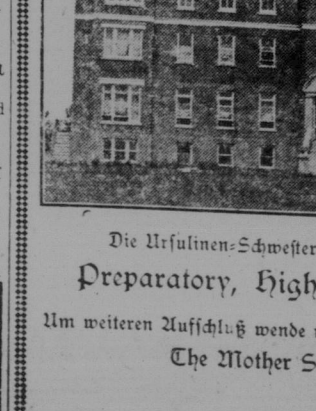 Die Ursulinen-Schwester
Preparatory, High
Um weiteren Aufschluß wende
The Mother S